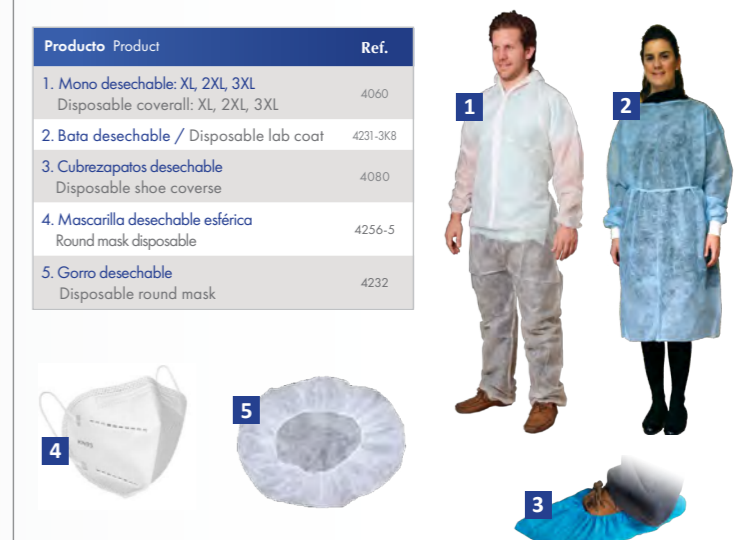 Producto Product Ref.
1. Mono desechable: XL, 2XL, 3XL
Disposable coverall: XL, 2XL, 3XL
4060
2. Bata desechable / Disposable lab coat 4231-3K8
3. Cubrezapatos desechable
Disposable shoe coverse
4080
4. Mascarilla desechable esférica
Round mask disposable
4256-5
5. Gorro desechable
Disposable round mask
4232
1
2
4
5
3